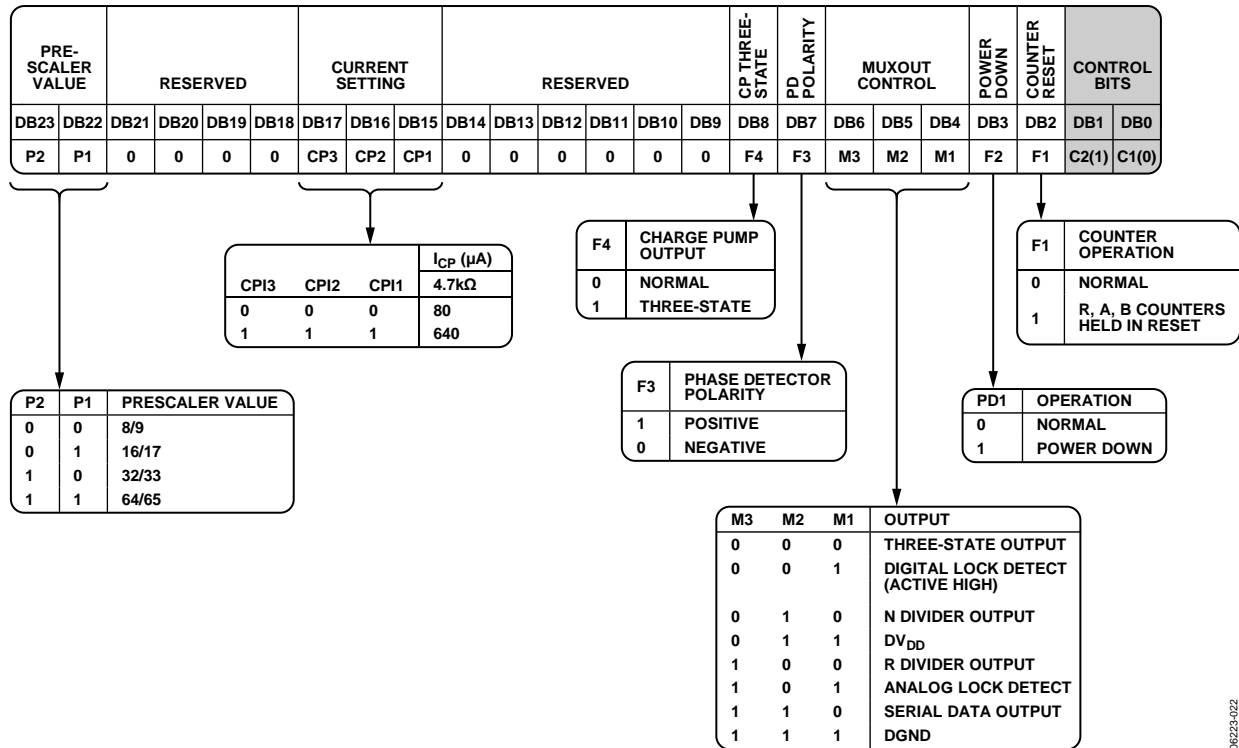 PRE-
SCALER
VALUE
RESERVED
CURRENT
SETTING
RESERVED
CP THREE-
STATE
PD
POLARITY
MUXOUT
CONTROL
POWER
DOWN
COUNTER
RESET
CONTROL
BITS
DB23 DB22 DB21 DB20 DB19 DB18 DB17 DB16 DB15 DB14 DB13 DB12 DB11 DB10 DB9 DB8 DB7 DB6 DB5 DB4 DB3 DB2 DB1 DB0
P2 P1 0 0 0 0 CP3 CP2 CP1 0 0 0 0 0 0 F4 F3 M3 M2 M1 F2 F1 C2(1) C1(0)
CPI3 CPI2 CPI1 ICP (µA)
4.7kΩ
0 0 0 80
1 1 1 640
F4 CHARGE PUMP
OUTPUT
0 NORMAL
1 THREE-STATE
F1 COUNTER
OPERATION
0 NORMAL
1 R, A, B COUNTERS
HELD IN RESET
P2 P1 PRESCALER VALUE
0 0 8/9
0 1 16/17
1 0 32/33
1 1 64/65
F3 PHASE DETECTOR
POLARITY
1 POSITIVE
0 NEGATIVE
PD1 OPERATION
0 NORMAL
1 POWER DOWN
M3 M2 M1 OUTPUT
0 0 0 THREE-STATE OUTPUT
0 0 1 DIGITAL LOCK DETECT
(ACTIVE HIGH)
0 1 0 N DIVIDER OUTPUT
0 1 1 DVDD
1 0 0 R DIVIDER OUTPUT
1 0 1 ANALOG LOCK DETECT
1 1 0 SERIAL DATA OUTPUT
1 1 1 DGND
06223-022